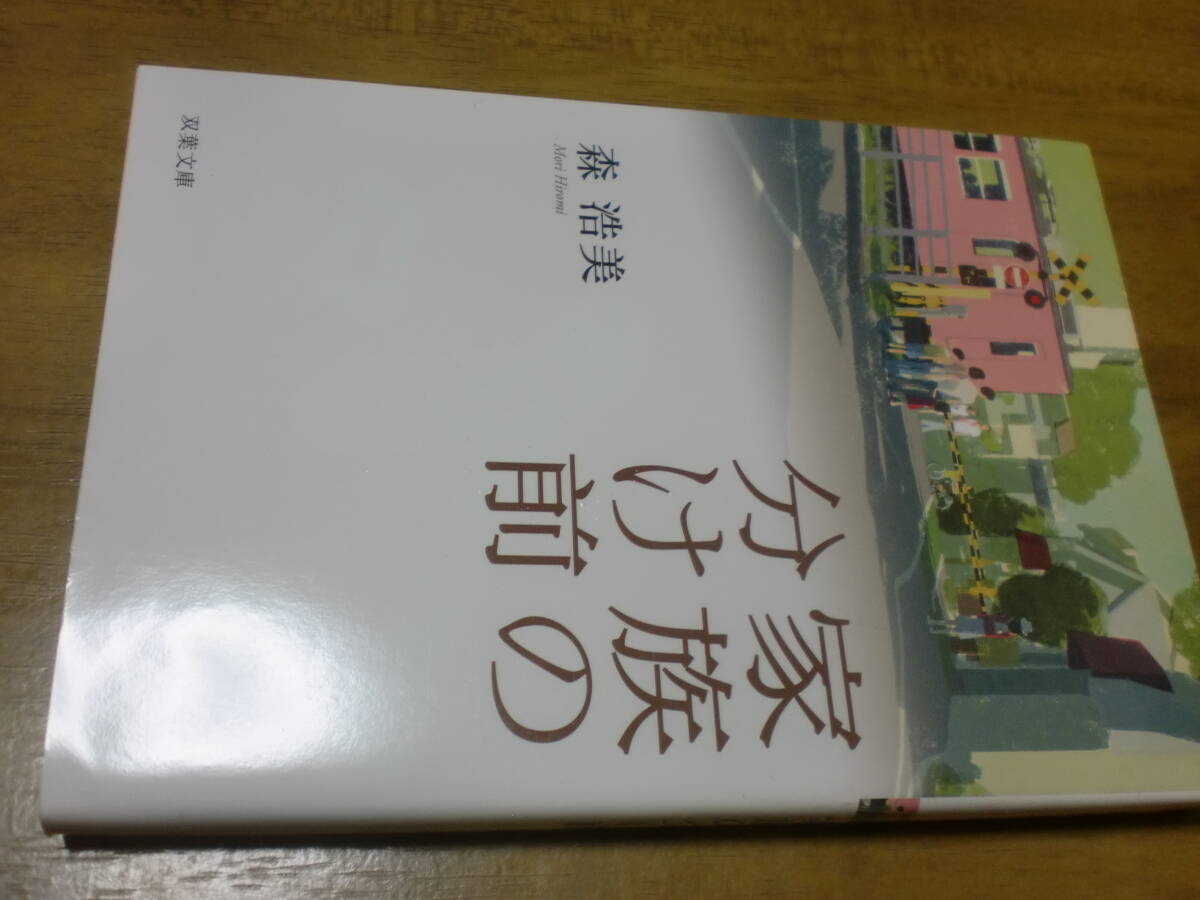 家族の
分け前
森 浩美
Mori Hiromi
双葉文庫